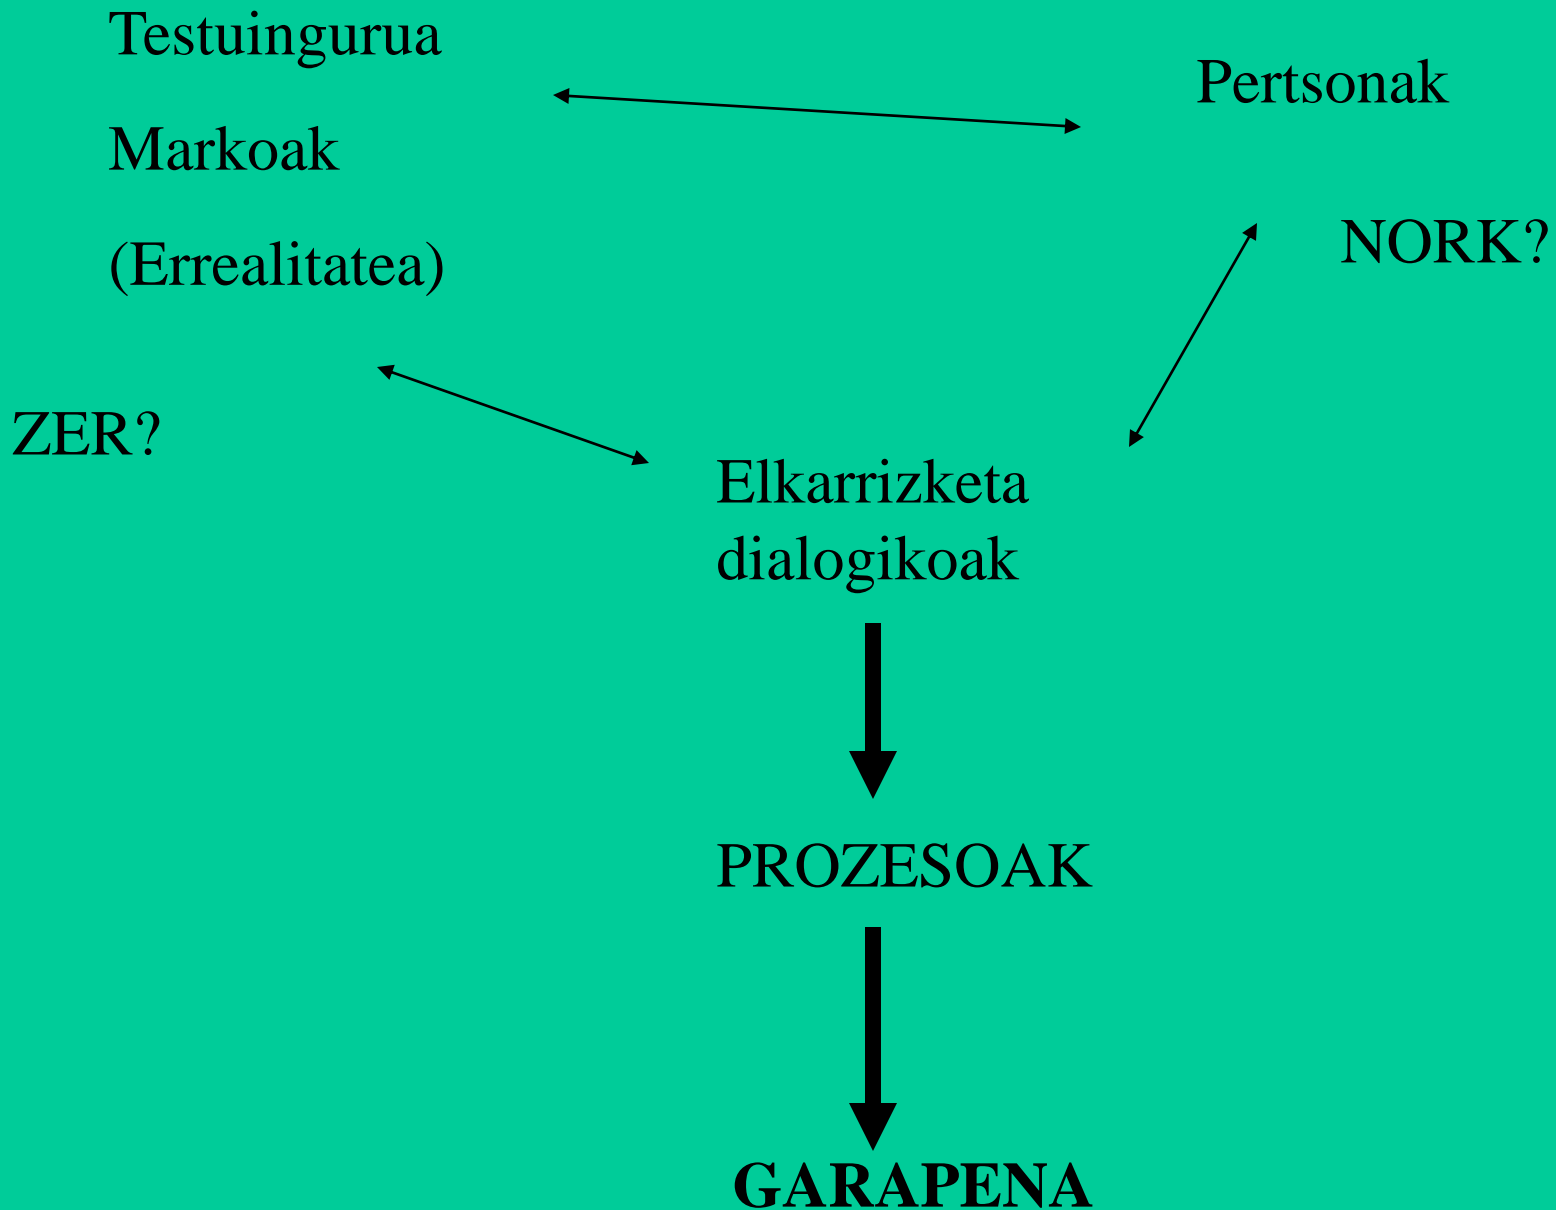 Testuingurua
Markoak
(Errealitatea)
ZER?
Pertsonak
NORK?
Elkarrizketa
dialogikoak
PROZESOAK
GARAPENA